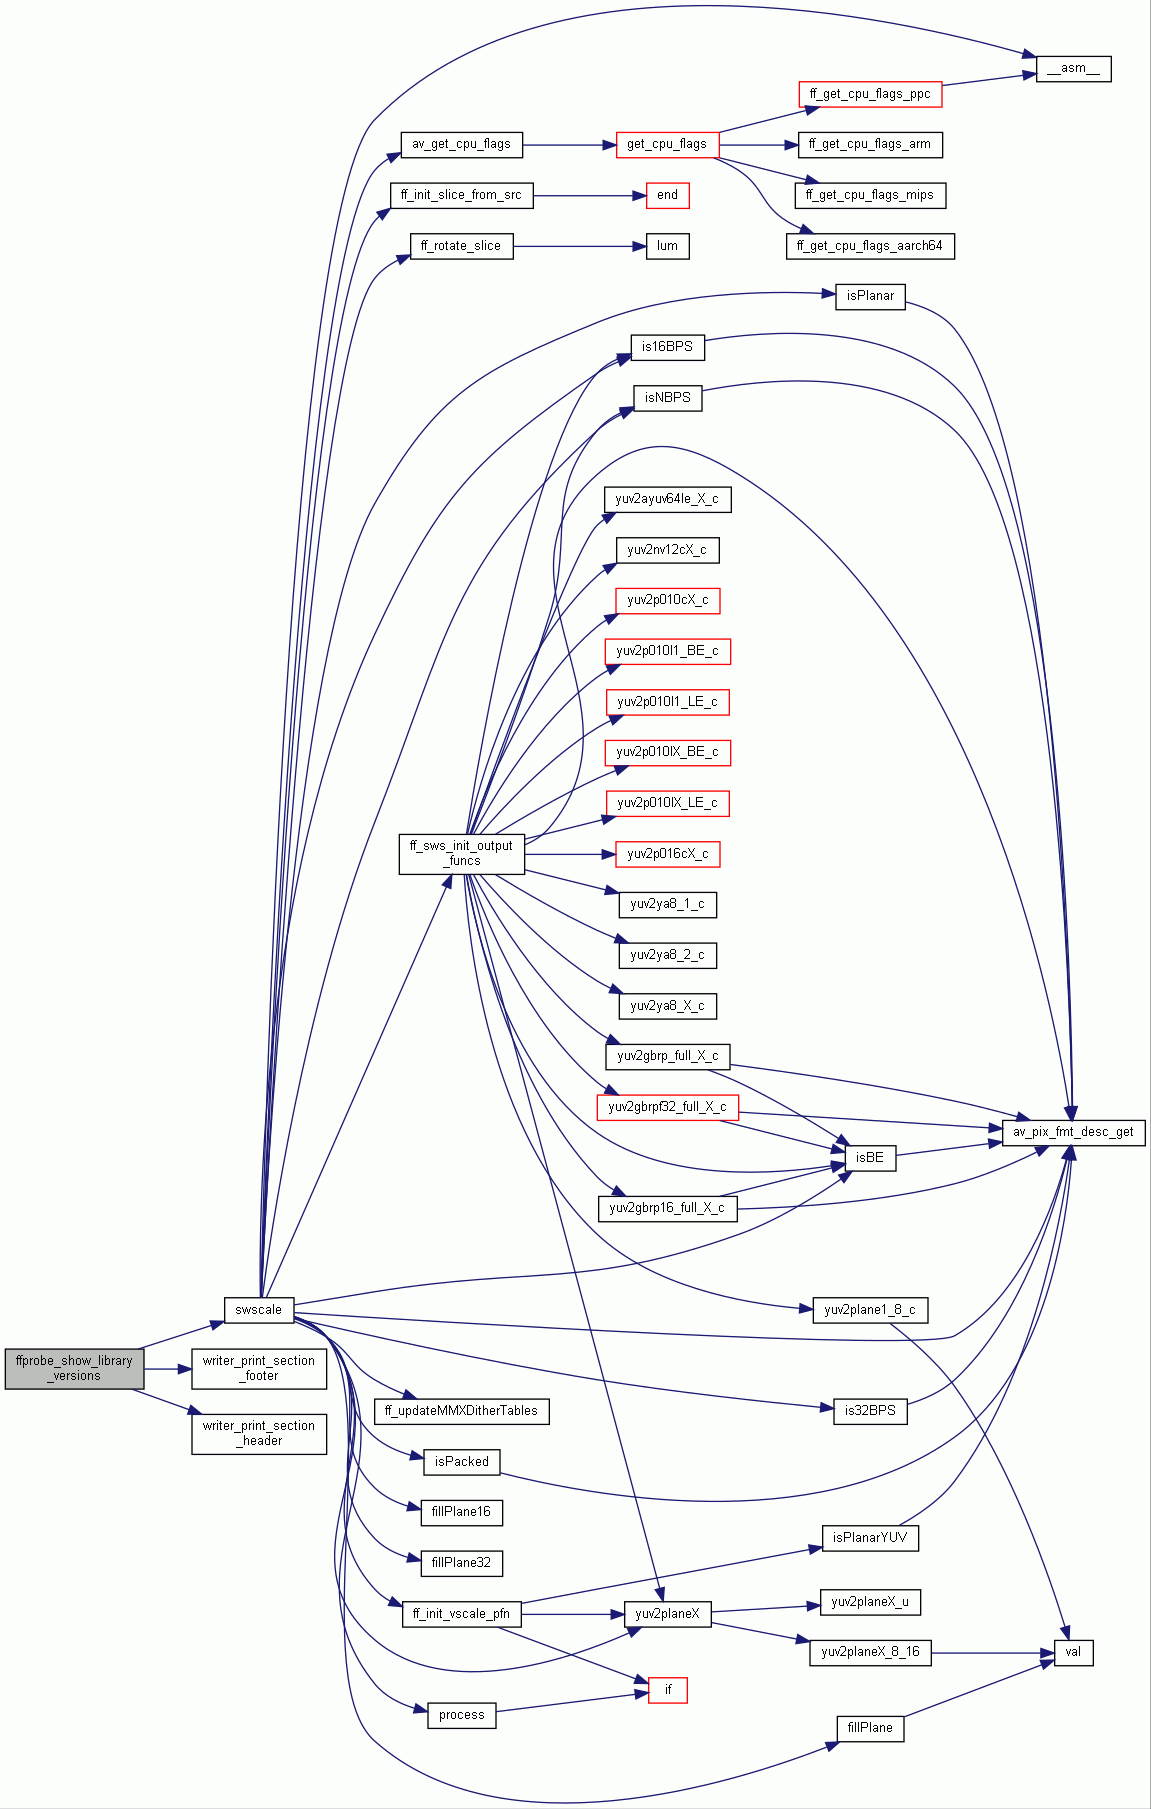 __asm__
ff_get_cpu_flags_ppc
av_get_cpu_flags
get_cpu_flags
ff_get_cpu_flags_arm
ff_init_slice_from_src
end
ff_get_cpu_flags_mips
ff_rotate_slice
lum
ff_get_cpu_flags_aarch64
isPlanar
is16BPS
isNBPS
yuv2ayuv64le_X_c
yuv2nv12cX_c
yuv2p010cX_c
yuv2p010l1_BE_c
yuv2p010l1_LE_c
yuv2p010lX_BE_c
yuv2p010lX_LE_c
ff_sws_init_output
_funcs
yuv2p016cX_c
yuv2ya8_1_c
yuv2ya8_2_c
yuv2ya8_X_c
yuv2gbrp_full_X_c
yuv2gbrpf32_full_X_c
av_pix_fmt_desc_get
isBE
yuv2gbrp16_full_X_c
swscale
yuv2plane1_8_c
ffprobe_show_library
_versions
writer_print_section
_footer
writer_print_section
_header
ff_updateMMXDitherTables
is32BPS
isPacked
fillPlane16
isPlanarYUV
fillPlane32
ff_init_vscale_pfn
yuv2planeX
yuv2planeX_u
yuv2planeX_8_16
val
if
process
fillPlane